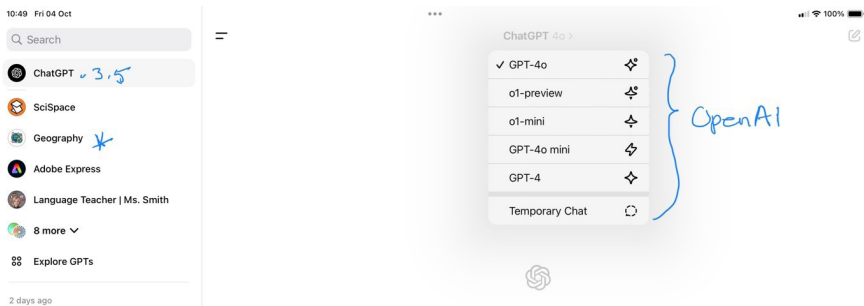 10:49 Fri 04 Oct
100%
Search
ChatGPT 4o >
ChatGPT - 3.5
GPT-4o
SciSpace
o1-preview
o1-mini
OpenAI
Geography
GPT-4o mini
Adobe Express
GPT-4
Language Teacher | Ms. Smith
Temporary Chat
8 more
Explore GPTs
2 days ago